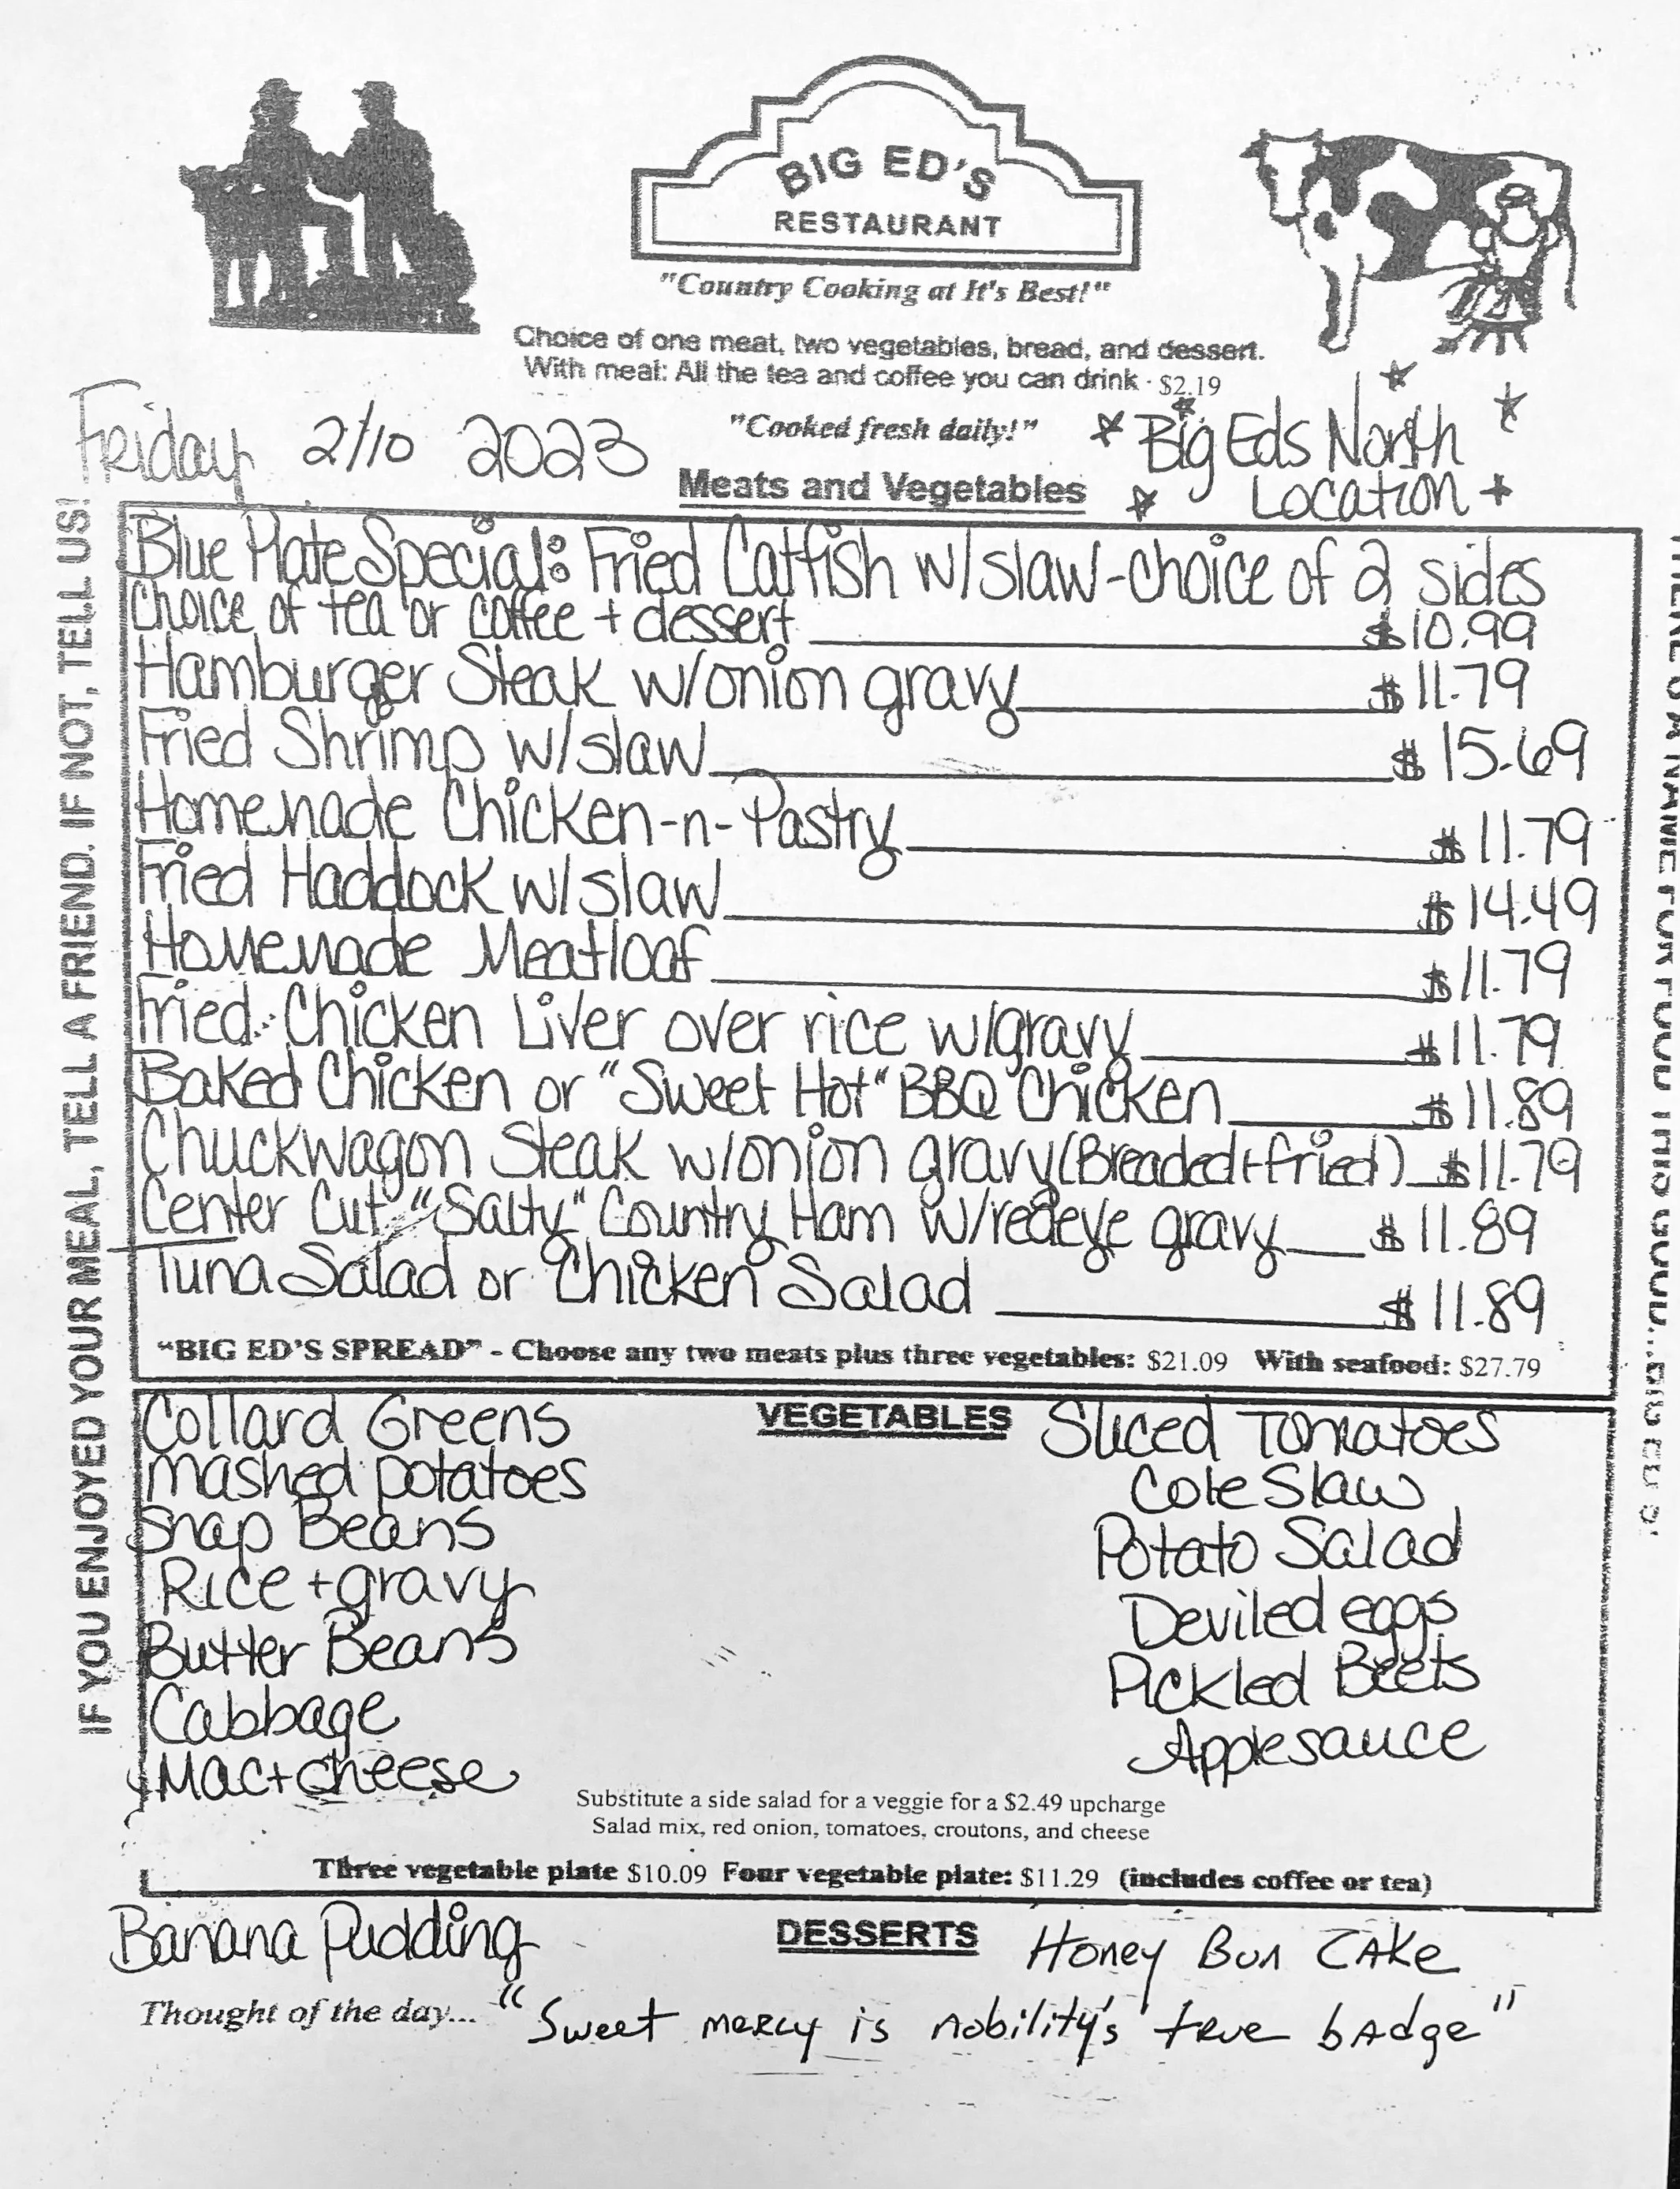 BIG ED'S
RESTAURANT
"Country Cooking at It's Best!"
Choice of one meat, two vegetables, bread, and dessert.
With meal: All the tea and coffee you can drink - $2.19
"Cooked fresh daily!"
Friday 2/10 2023
Big Eds North
Location
Meats and Vegetables
Blue Plate Special: Fried Catfish w/slaw-choice of 2 sides
Choice of tea or coffee + dessert $10.99
Hamburger Steak w/onion gravy $11.79
Fried Shrimp w/slaw $15.69
Homemade Chicken-n-Pastry $11.79
Fried Haddock w/slaw $14.49
Homemade Meatloaf $11.79
Fried Chicken Liver over rice w/gravy $11.79
Baked Chicken or "Sweet Hot" BBQ Chicken $11.89
Chuckwagon Steak w/onion gravy (Breaded+fried) $11.79
Center Cut "Salty" Country Ham w/redeye gravy $11.89
Tuna Salad or Chicken Salad $11.89
"BIG ED'S SPREAD" - Choose any two meats plus three vegetables: $21.09 With seafood: $27.79
VEGETABLES
Collard Greens
Mashed potatoes
Snap Beans
Rice + gravy
Butter Beans
Cabbage
Mac + cheese
Sliced Tomatoes
Cole Slaw
Potato Salad
Deviled eggs
Pickled Beets
Applesauce
Substitute a side salad for a veggie for a $2.49 upcharge
Salad mix, red onion, tomatoes, croutons, and cheese
Three vegetable plate $10.09 Four vegetable plate: $11.29 (includes coffee or tea)
DESSERTS
Banana Pudding
Honey Bun Cake
Thought of the day... "Sweet mercy is nobility's true badge"
IF YOU ENJOYED YOUR MEAL, TELL A FRIEND. IF NOT, TELL US!